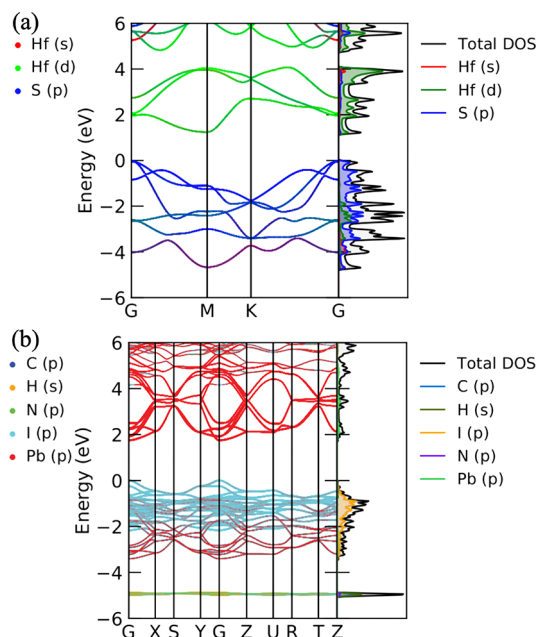 (a)
Hf (s)
Hf (d)
S (p)
Energy (eV)
6
4
2
0
−2
−4
−6
G M K G
Total DOS
Hf (s)
Hf (d)
S (p)
(b)
C (p)
H (s)
N (p)
I (p)
Pb (p)
Energy (eV)
6
4
2
0
−2
−4
−6
G X S Y G Z U R T Z
Total DOS
C (p)
H (s)
I (p)
N (p)
Pb (p)